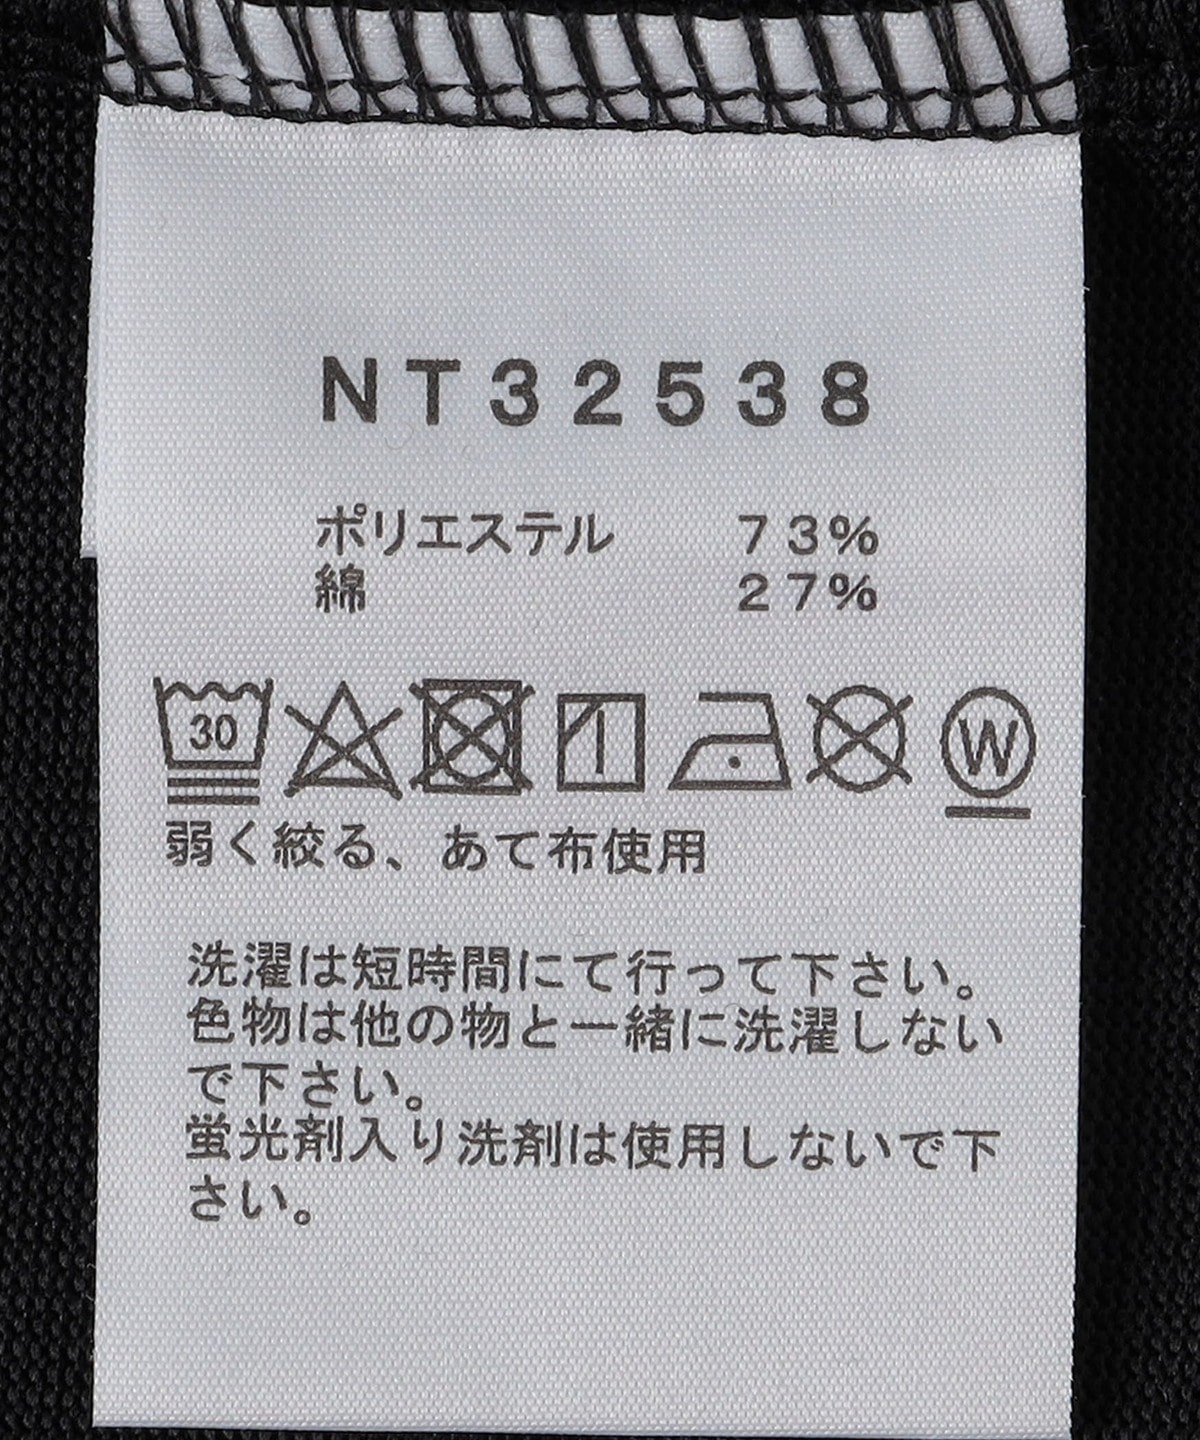 NT32538
ポリエステル 73%
綿 27%
30 W
弱く絞る、あて布使用
洗濯は短時間にて行って下さい。
色物は他の物と一緒に洗濯しない
で下さい。
蛍光剤入り洗剤は使用しないで下
さい。